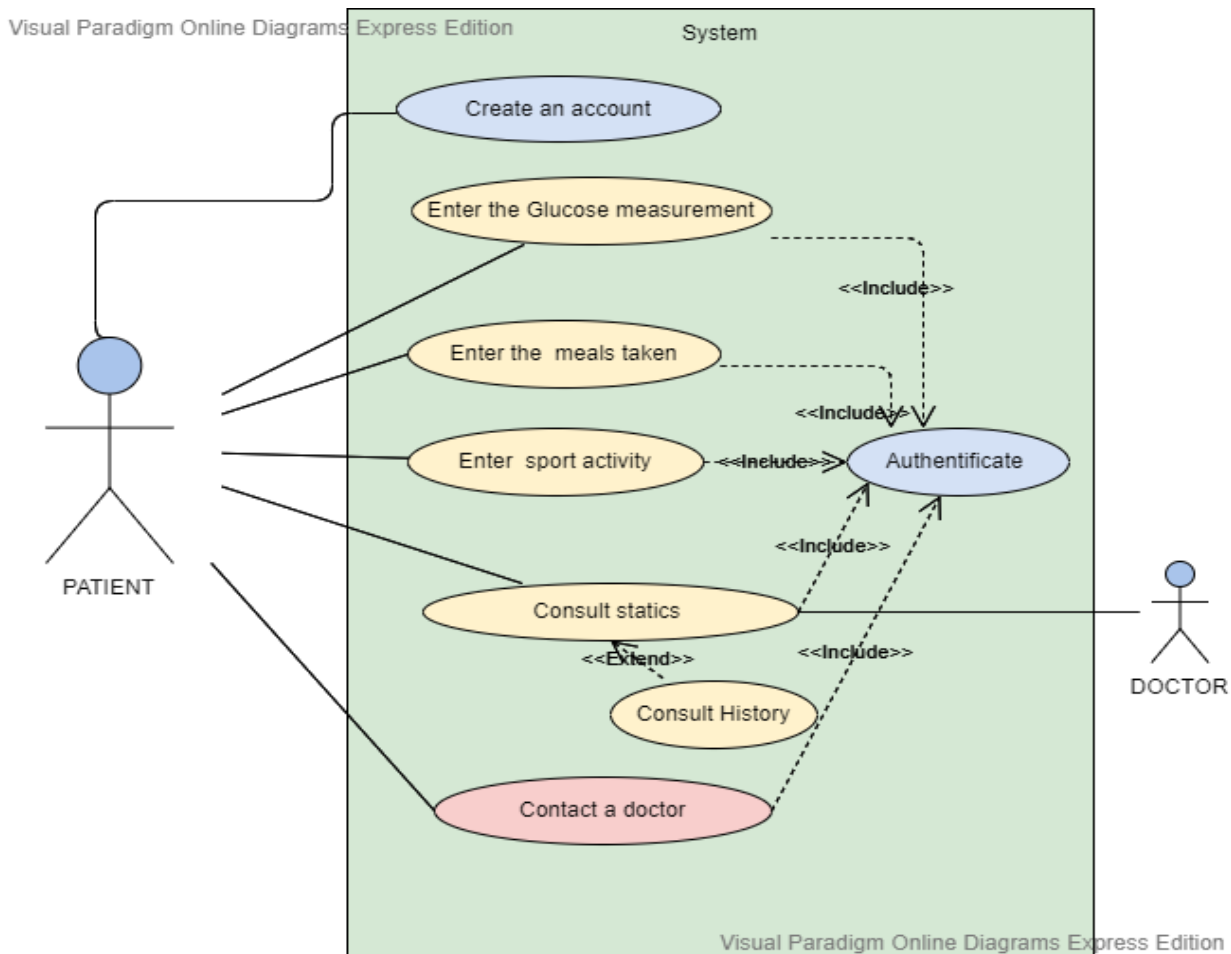 Visual Paradigm Online Diagrams Express Edition
System
Create an account
Enter the Glucose measurement
<<Include>>
Enter the  meals taken
<<Include>>
Enter  sport activity
<<Include>>
Authentificate
<<Include>>
PATIENT
Consult statics
<<Extend>>
<<Include>>
DOCTOR
Consult History
Contact a doctor
Visual Paradigm Online Diagrams Express Edition